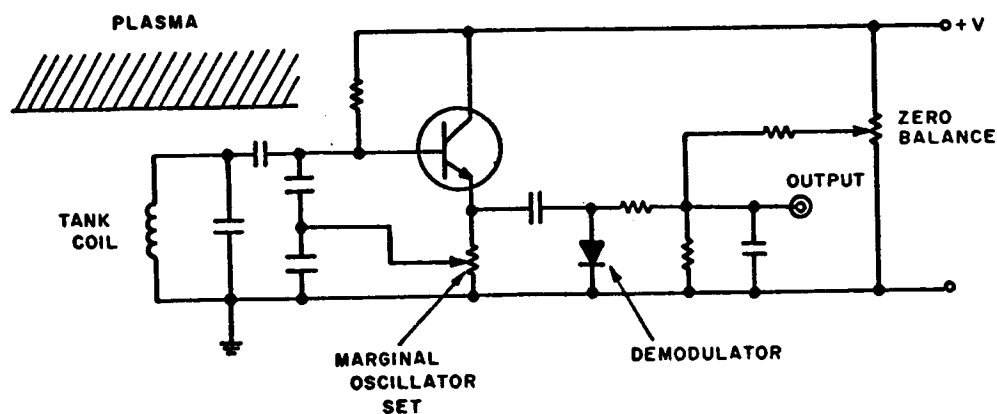 PLASMA
+V
ZERO
BALANCE
OUTPUT
TANK
COIL
MARGINAL
OSCILLATOR
SET
DEMODULATOR